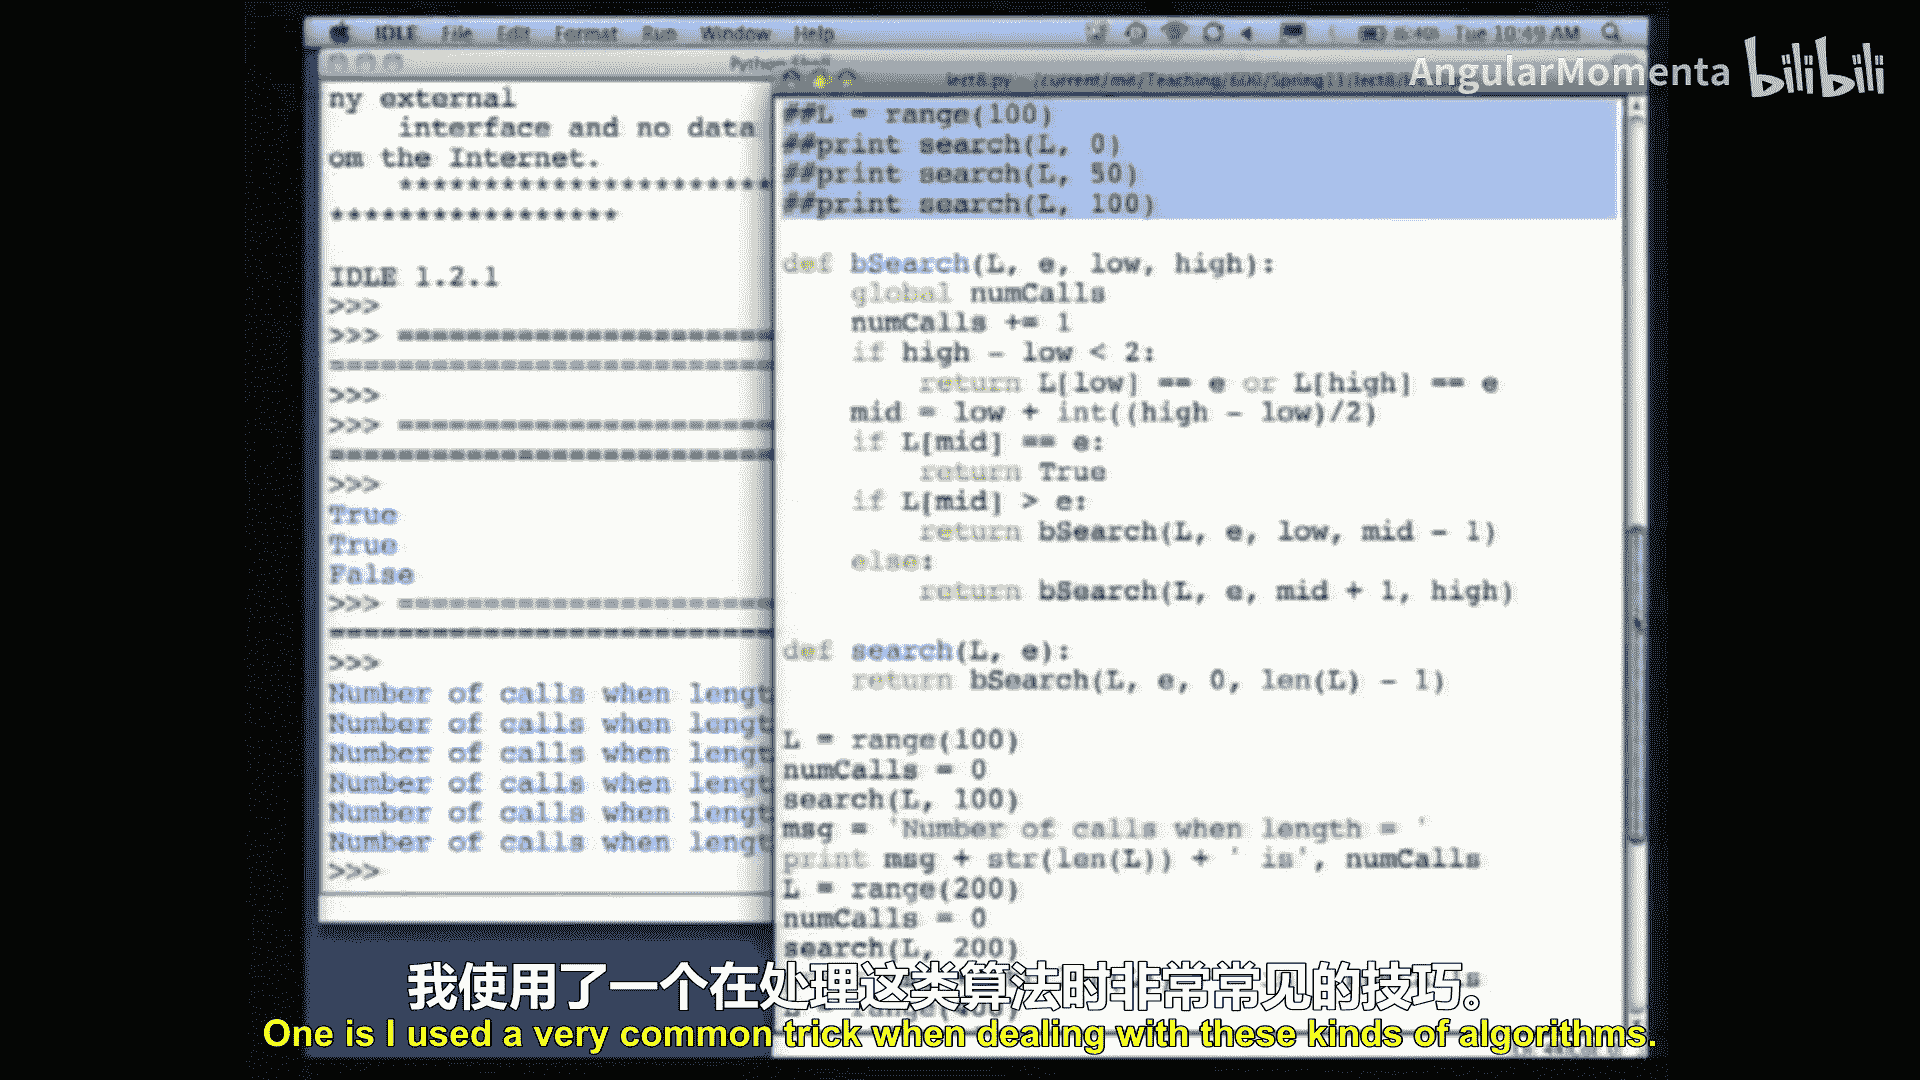 IDLE File Edit Format Run Window Help
Tue 10:49 AM
Python Shell
lect8.py
AngularMomenta bilibili
ny external
interface and no data
om the Internet.
***********************
*****************
IDLE 1.2.1
>>>
>>> ======================
==========================
>>>
>>> ======================
==========================
>>>
True
True
False
>>> ======================
==========================
>>>
Number of calls when lengt
Number of calls when lengt
Number of calls when lengt
Number of calls when lengt
Number of calls when lengt
Number of calls when lengt
>>>
##L = range(100)
##print search(L, 0)
##print search(L, 50)
##print search(L, 100)
def bSearch(L, e, low, high):
global numCalls
numCalls += 1
if high - low < 2:
return L[low] == e or L[high] == e
mid = low + int((high - low)/2)
if L[mid] == e:
return True
if L[mid] > e:
return bSearch(L, e, low, mid - 1)
else:
return bSearch(L, e, mid + 1, high)
def search(L, e):
return bSearch(L, e, 0, len(L) - 1)
L = range(100)
numCalls = 0
search(L, 100)
msg = 'Number of calls when length = '
print msg + str(len(L)) + ' is', numCalls
L = range(200)
numCalls = 0
search(L, 200)
我使用了一个在处理这类算法时非常常见的技巧。
One is I used a very common trick when dealing with these kinds of algorithms.